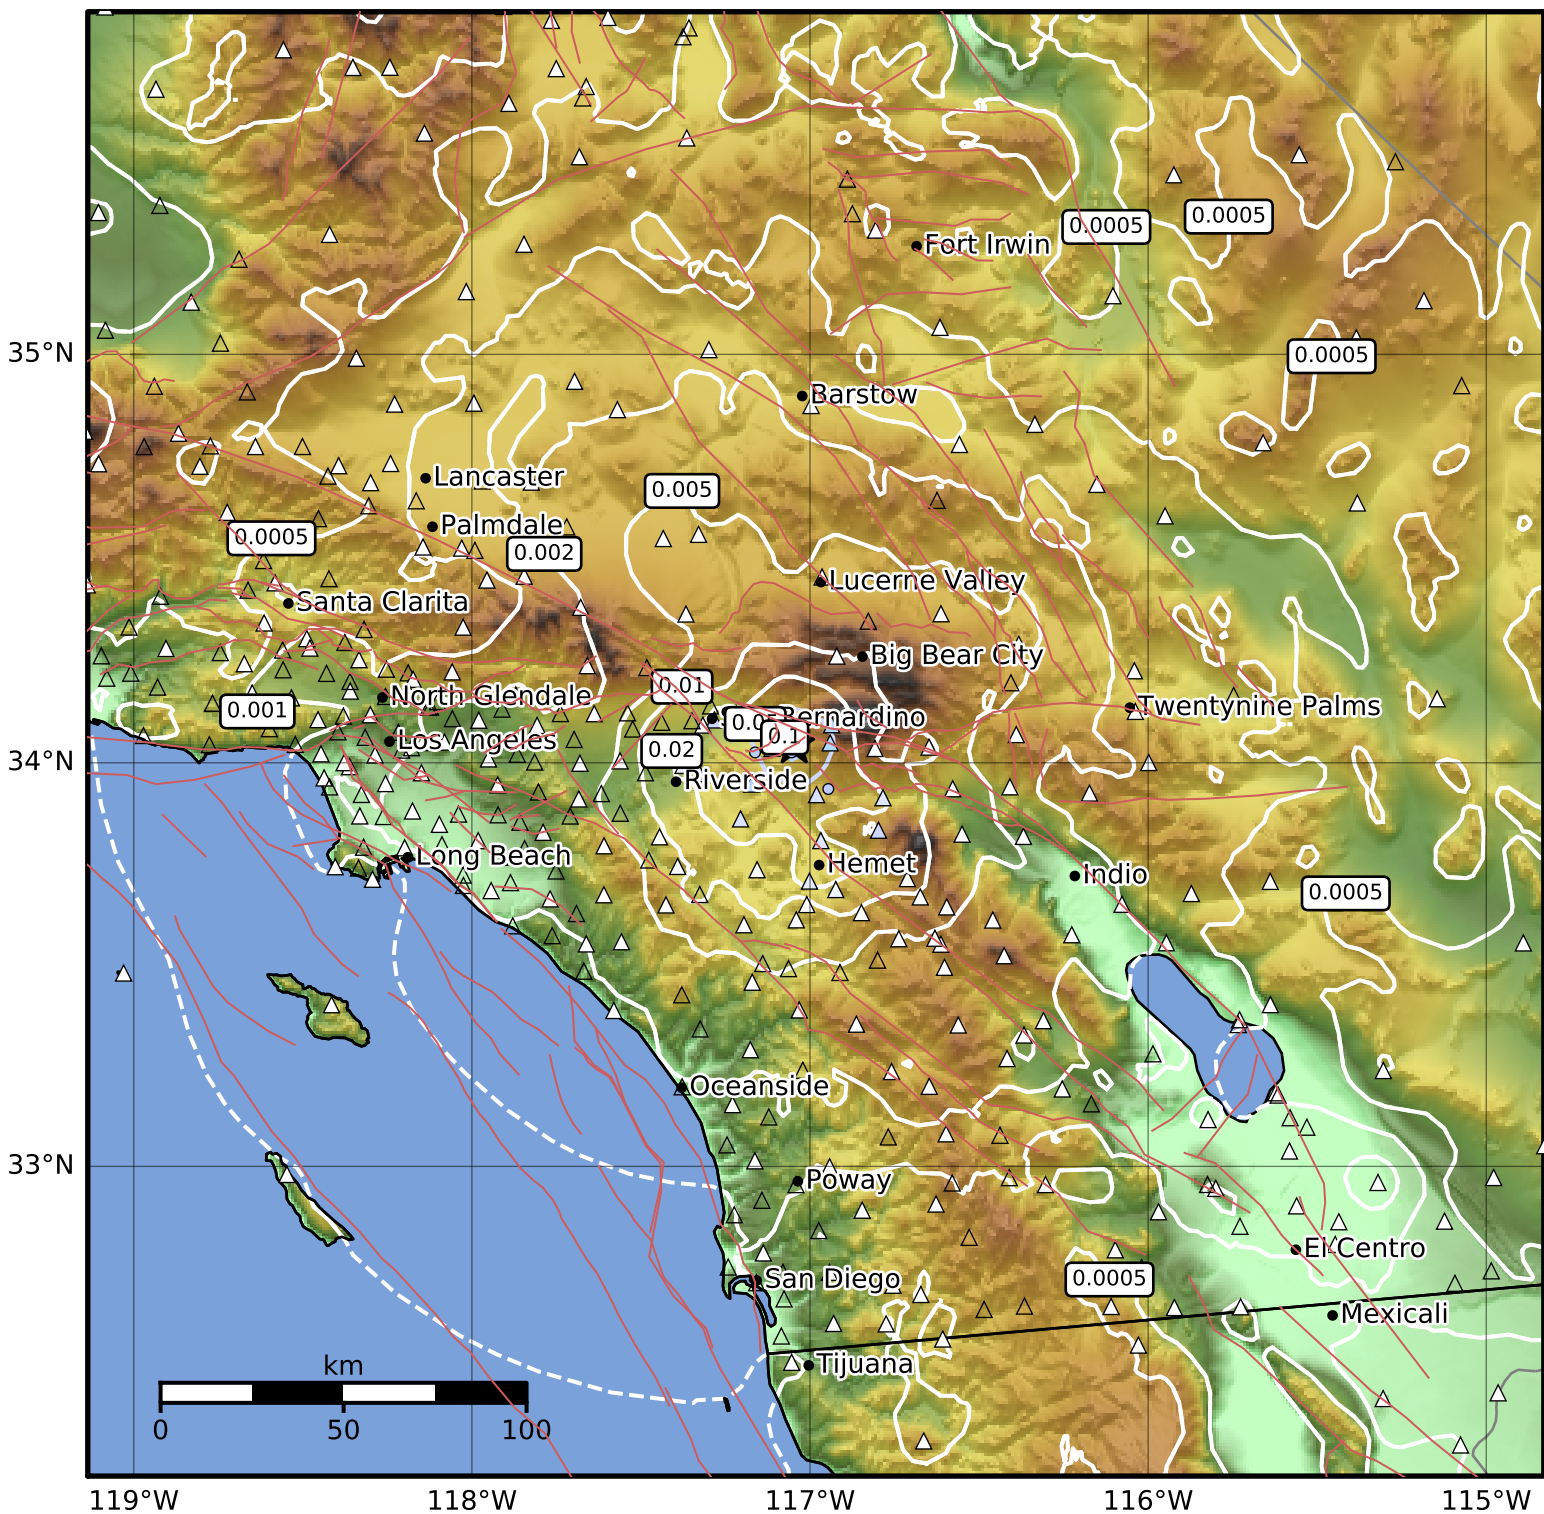 0.0005
0.0005
Fort Irwin
35°N
0.0005
Barstow
Lancaster
0.005
Palmdale
0.0005
0.002
Lucerne Valley
Santa Clarita
Big Bear City
0.01
North Glendale
Twentynine Palms
0.001
Bernardino
0.1
Los Angeles
0.02
34°N
Riverside
Long Beach
Hemet
Indio
0.0005
Oceanside
33°N
Poway
El Centro
San Diego
0.0005
Mexicali
Tijuana
km
0 50 100
119°W 118°W 117°W 116°W 115°W